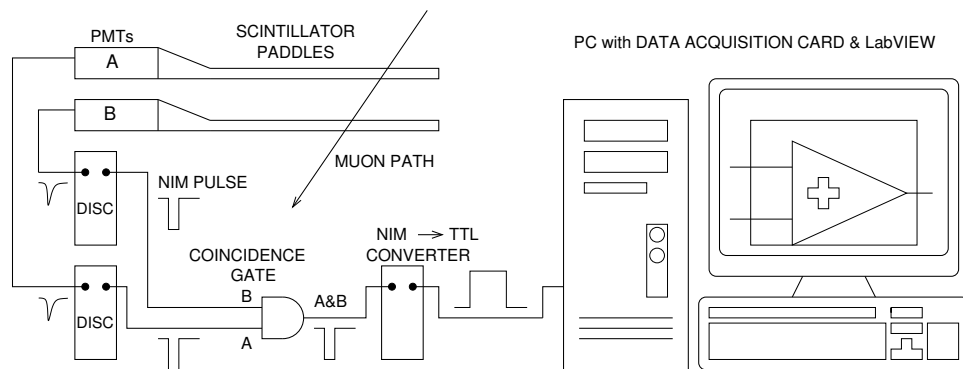 PMTs
A
SCINTILLATOR
PADDLES
PC with DATA ACQUISITION CARD & LabVIEW
B
MUON PATH
NIM PULSE
DISC
COINCIDENCE
GATE
B
A
A&B
NIM → TTL
CONVERTER
DISC